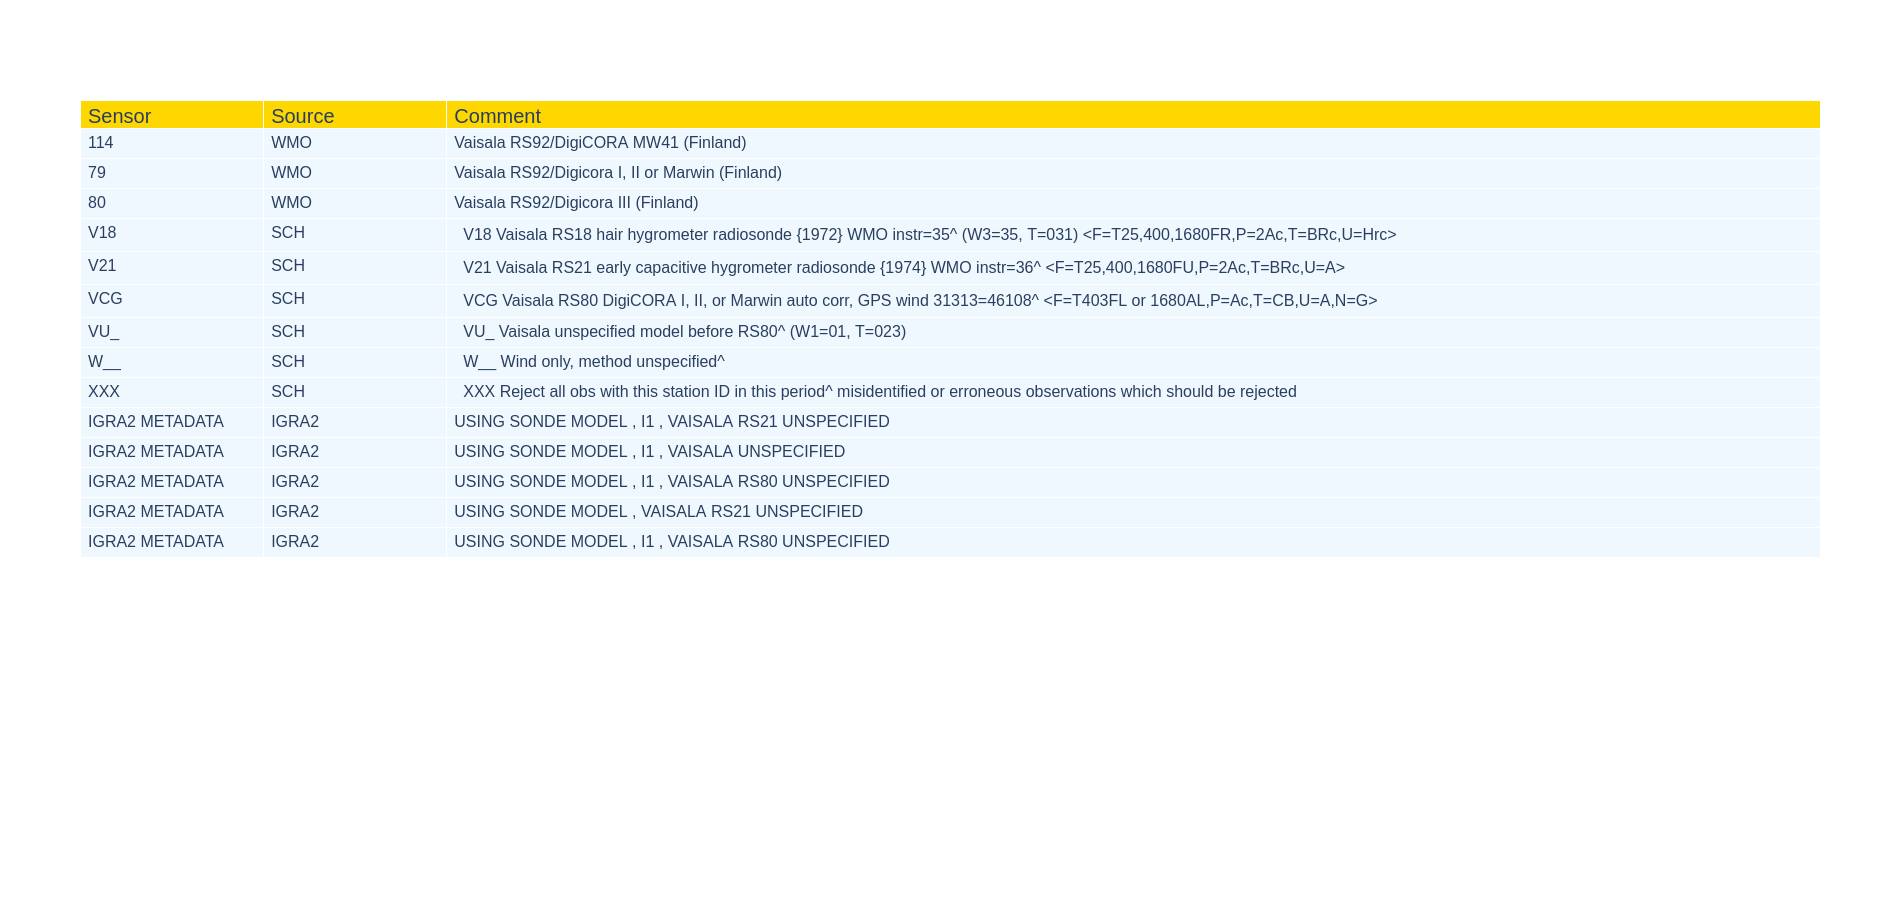 Sensor Source Comment
114 WMO Vaisala RS92/DigiCORA MW41 (Finland)
79 WMO Vaisala RS92/Digicora I, II or Marwin (Finland)
80 WMO Vaisala RS92/Digicora III (Finland)
V18 SCH V18 Vaisala RS18 hair hygrometer radiosonde {1972} WMO instr=35^ (W3=35, T=031) <F=T25,400,1680FR,P=2Ac,T=BRc,U=Hrc>
V21 SCH V21 Vaisala RS21 early capacitive hygrometer radiosonde {1974} WMO instr=36^ <F=T25,400,1680FU,P=2Ac,T=BRc,U=A>
VCG SCH VCG Vaisala RS80 DigiCORA I, II, or Marwin auto corr, GPS wind 31313=46108^ <F=T403FL or 1680AL,P=Ac,T=CB,U=A,N=G>
VU_ SCH VU_ Vaisala unspecified model before RS80^ (W1=01, T=023)
W__ SCH W__ Wind only, method unspecified^
XXX SCH XXX Reject all obs with this station ID in this period^ misidentified or erroneous observations which should be rejected
IGRA2 METADATA IGRA2 USING SONDE MODEL , I1 , VAISALA RS21 UNSPECIFIED
IGRA2 METADATA IGRA2 USING SONDE MODEL , I1 , VAISALA UNSPECIFIED
IGRA2 METADATA IGRA2 USING SONDE MODEL , I1 , VAISALA RS80 UNSPECIFIED
IGRA2 METADATA IGRA2 USING SONDE MODEL , VAISALA RS21 UNSPECIFIED
IGRA2 METADATA IGRA2 USING SONDE MODEL , I1 , VAISALA RS80 UNSPECIFIED